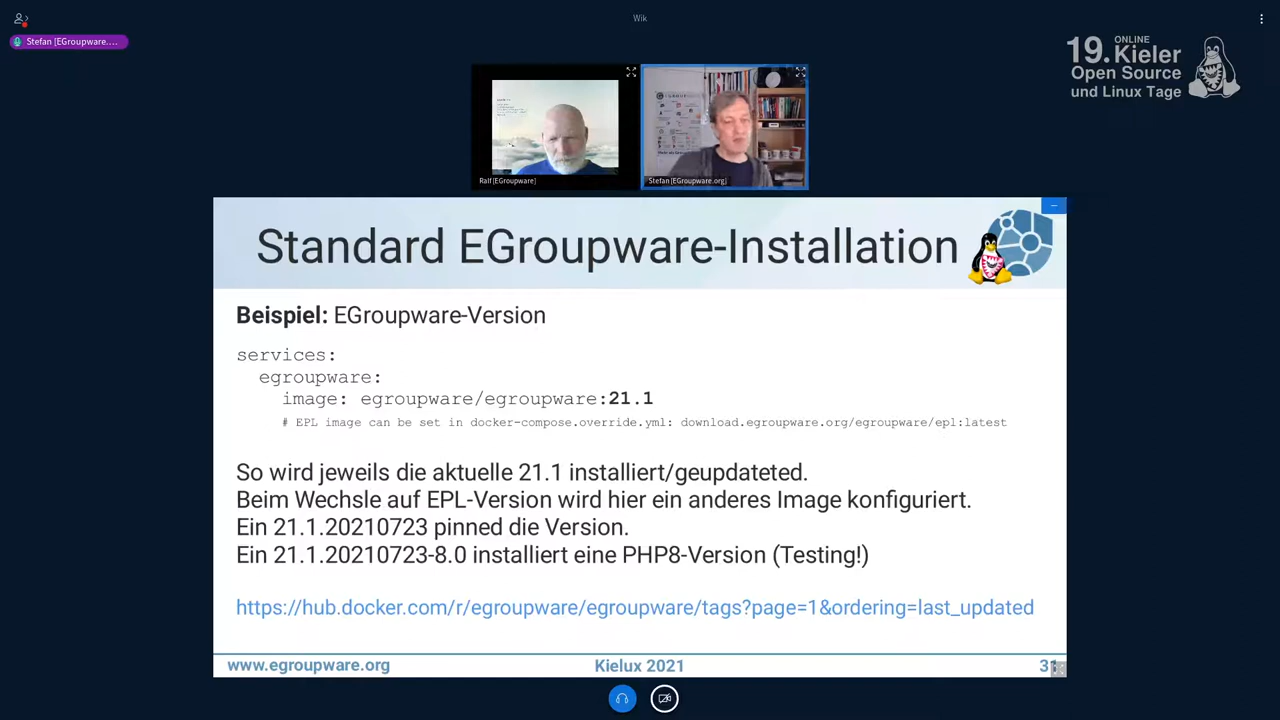 Wik
Stefan [EGroupware....
ONLINE
19. Kieler
Open Source
und Linux Tage
Ralf [EGroupware]
Stefan [EGroupware.org]
Standard EGroupware-Installation
Beispiel: EGroupware-Version
services:
egroupware:
image: egroupware/egroupware:21.1
# EPL image can be set in docker-compose.override.yml: download.egroupware.org/egroupware/epl:latest
So wird jeweils die aktuelle 21.1 installiert/geupdateted.
Beim Wechsle auf EPL-Version wird hier ein anderes Image konfiguriert.
Ein 21.1.20210723 pinned die Version.
Ein 21.1.20210723-8.0 installiert eine PHP8-Version (Testing!)
https://hub.docker.com/r/egroupware/egroupware/tags?page=1&ordering=last_updated
www.egroupware.org
Kielux 2021